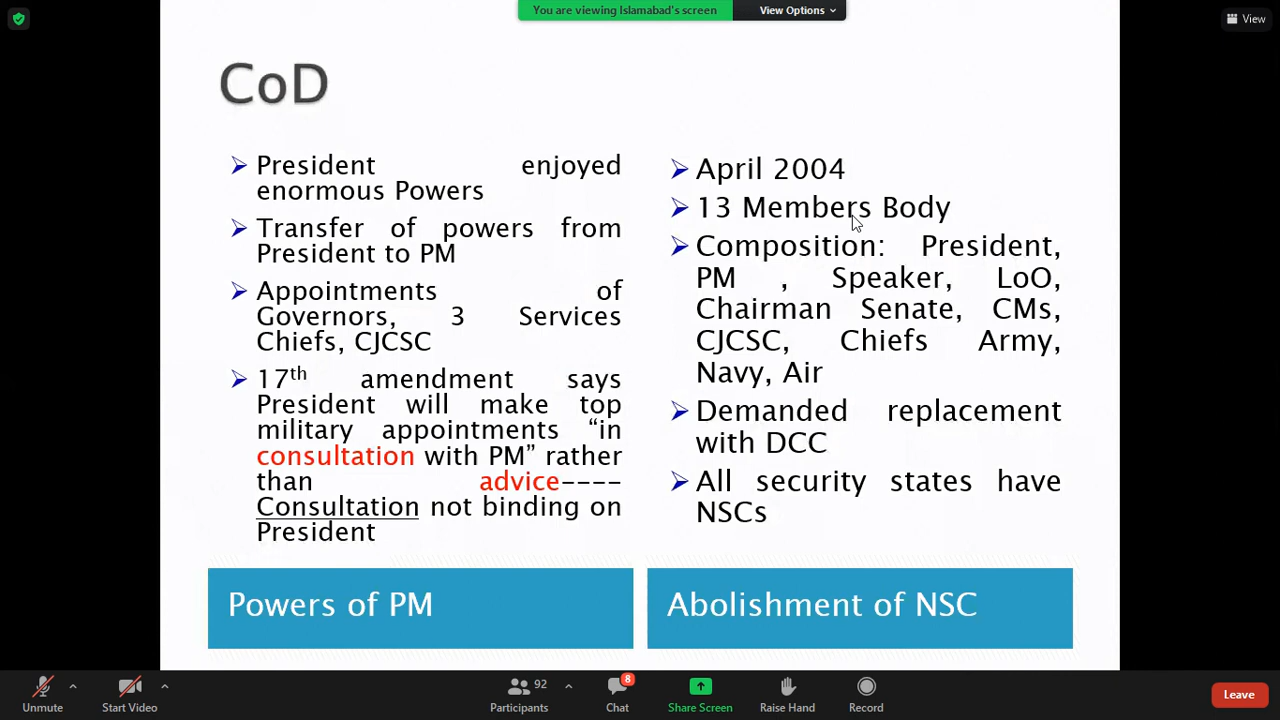 You are viewing Islamabad's screen
View Options
View
CoD
President enjoyed
enormous Powers
Transfer of powers from
President to PM
Appointments of
Governors, 3 Services
Chiefs, CJCSC
17th amendment says
President will make top
military appointments “in
consultation with PM” rather
than advice----
Consultation not binding on
President
Powers of PM
April 2004
13 Members Body
Composition: President,
PM , Speaker, LoO,
Chairman Senate, CMs,
CJCSC, Chiefs Army,
Navy, Air
Demanded replacement
with DCC
All security states have
NSCs
Abolishment of NSC
Unmute
Start Video
92
Participants
8
Chat
Share Screen
Raise Hand
Record
Leave